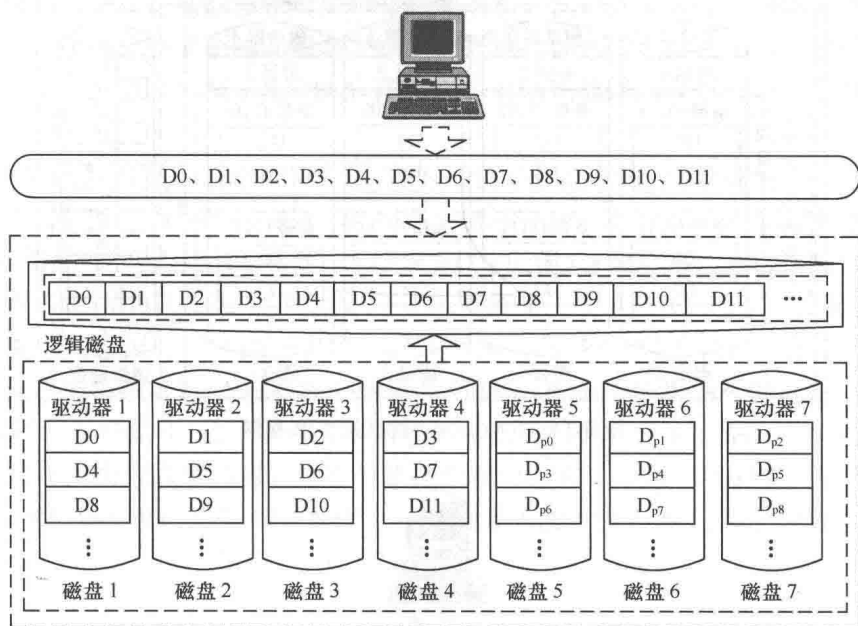 D0、D1、D2、D3、D4、D5、D6、D7、D8、D9、D10、D11
D0 D1 D2 D3 D4 D5 D6 D7 D8 D9 D10 D11 …
逻辑磁盘
驱动器 1 驱动器 2 驱动器 3 驱动器 4 驱动器 5 驱动器 6 驱动器 7
D0 D1 D2 D3 Dp0 Dp1 Dp2
D4 D5 D6 D7 Dp3 Dp4 Dp5
D8 D9 D10 D11 Dp6 Dp7 Dp8
⋮ ⋮ ⋮ ⋮ ⋮ ⋮ ⋮
磁盘 1 磁盘 2 磁盘 3 磁盘 4 磁盘 5 磁盘 6 磁盘 7